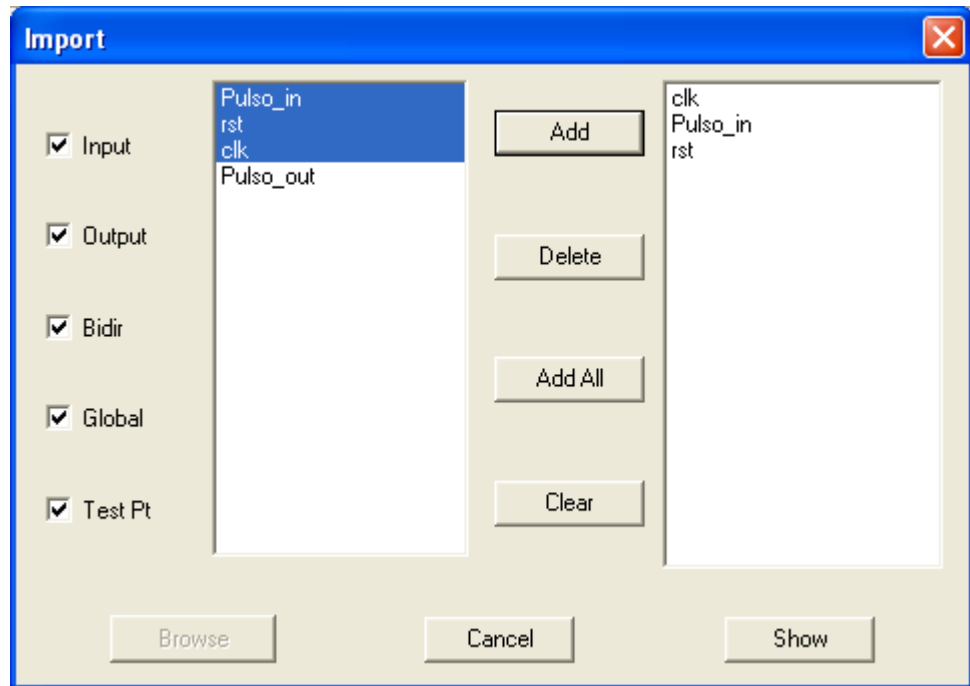 Import
Input
Output
Bidir
Global
Test Pt
Pulso_in
rst
clk
Pulso_out
Add
Delete
Add All
Clear
clk
Pulso_in
rst
Browse
Cancel
Show